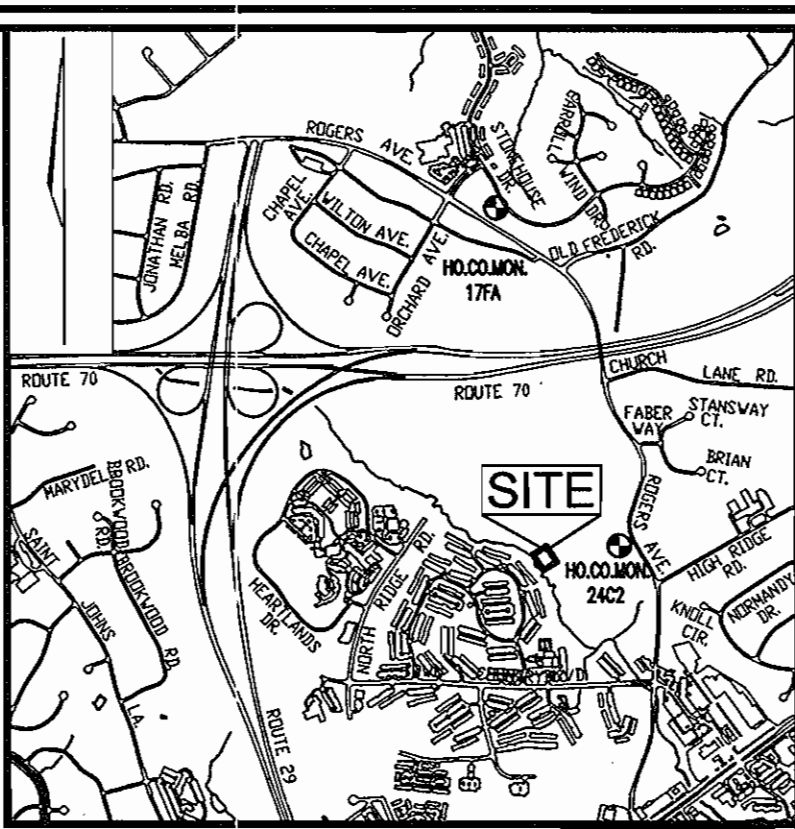 ROGERS AVE.
STONEHOUSE
DR.
BARRELL
WIND DR.
JONATHAN RD.
MELBA RD.
CHAPEL
AVE.
WILTON AVE.
CHAPEL AVE.
ORCHARD AVE.
OLD FREDERICK
RD.
HO.CO.MON.
17FA
ROUTE 70
ROUTE 70
CHURCH
LANE RD.
FABER
WAY
STANSWAY
CT.
BRIAN
CT.
MARYDEL RD.
BROOKWOOD
RD.
BROOKWOOD RD.
SAINT
JOHNS
LA.
SITE
ROGERS AVE.
HO.CO.MON.
24C2
HIGH RIDGE
RD.
NORMANDY
DR.
KNOLL
CIR.
HEARTLANDS
DR.
NORTH RIDGE RD.
ROUTE 29